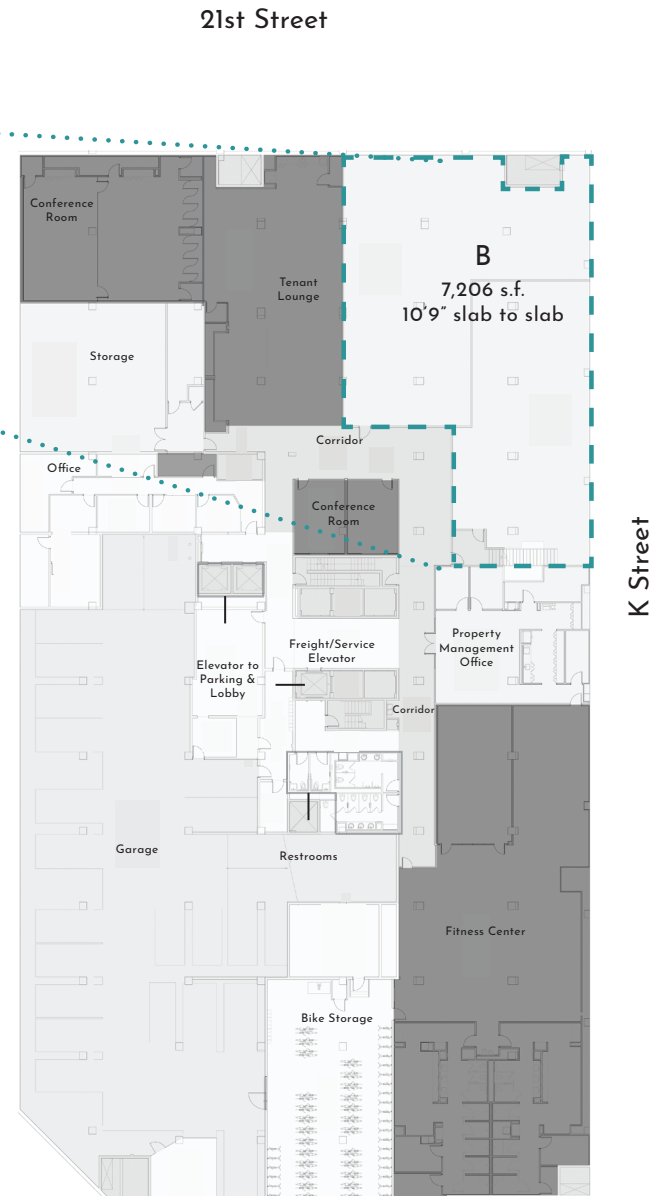 21st Street
Conference
Room
Tenant
Lounge
B
7,206 s.f.
10'9" slab to slab
Storage
Corridor
Office
Conference
Room
K Street
Property
Management
Office
Freight/Service
Elevator
Elevator to
Parking &
Lobby
Corridor
Garage
Restrooms
Fitness Center
Bike Storage